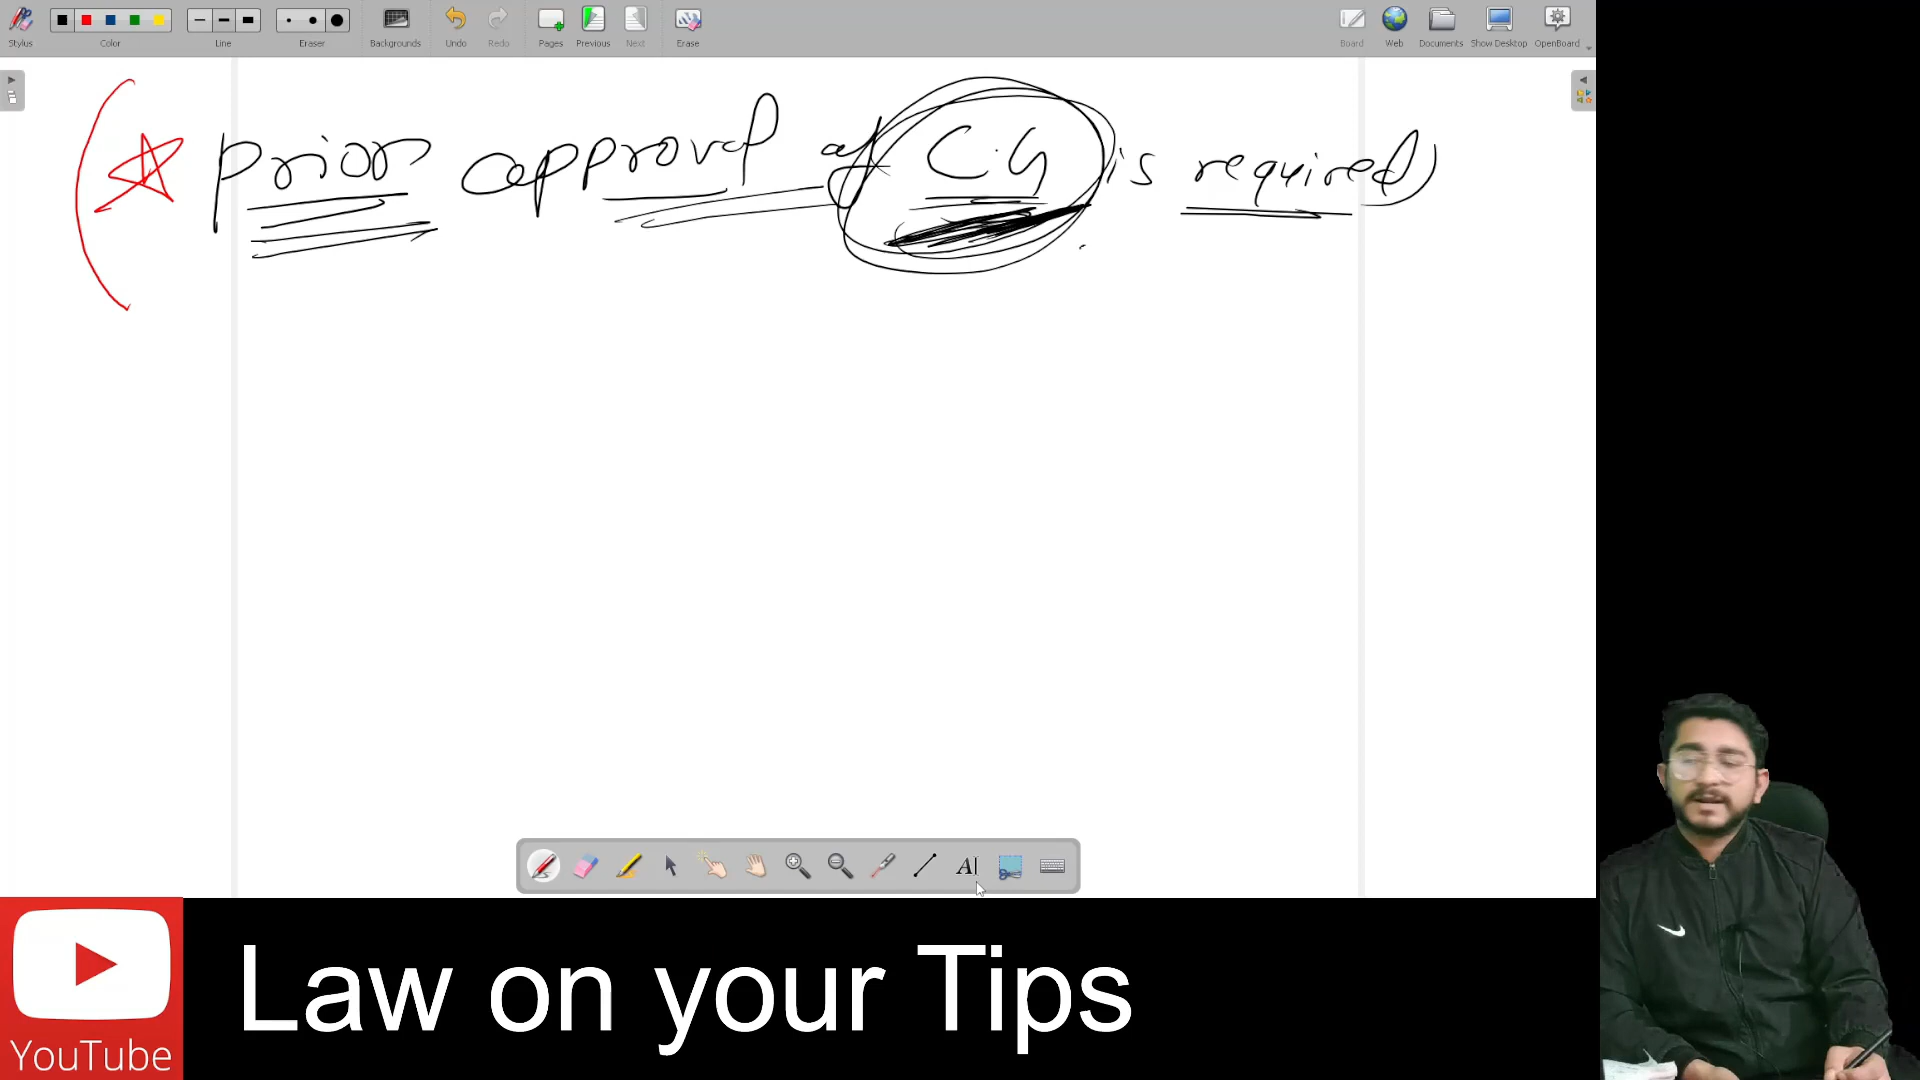 Stylus
Color
Line
Eraser
Backgrounds
Undo
Redo
Pages
Previous
Next
Erase
Board
Web
Documents
Show Desktop
OpenBoard
prior approval of C.G is required)
A
YouTube
Law on your Tips